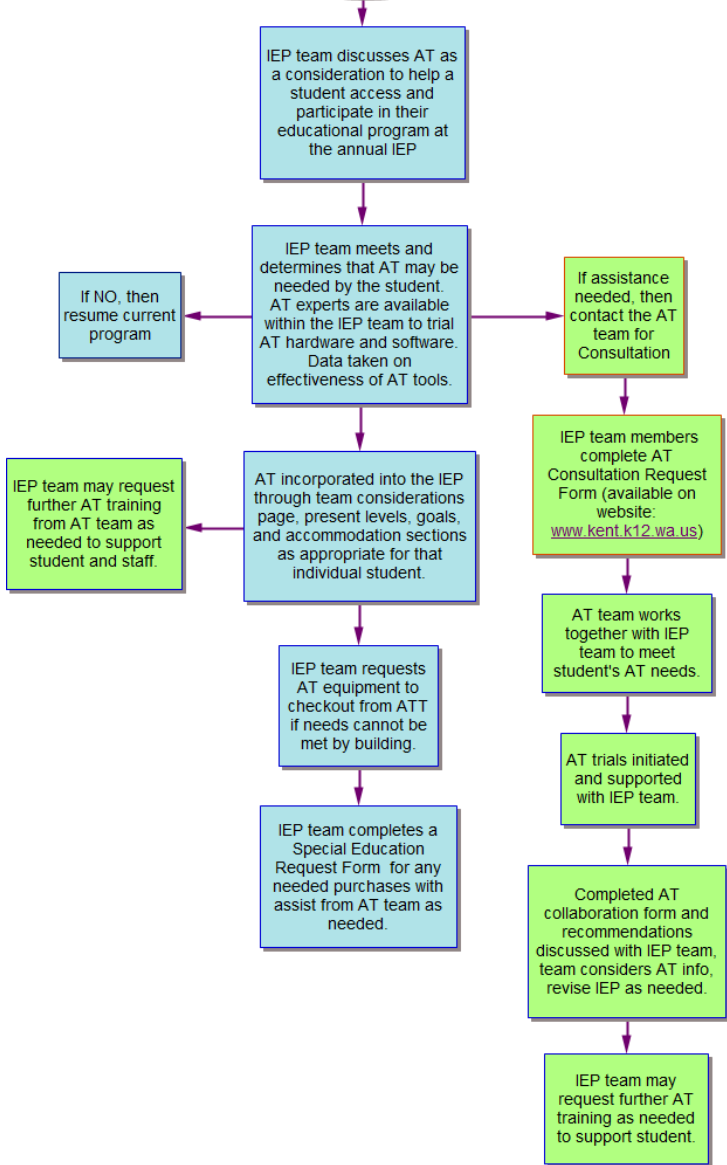 IEP team discusses AT as
a consideration to help a
student access and
participate in their
educational program at
the annual IEP
IEP team meets and
determines that AT may be
needed by the student.
AT experts are available
within the IEP team to trial
AT hardware and software.
Data taken on
effectiveness of AT tools.
If NO, then
resume current
program
If assistance
needed, then
contact the AT
team for
Consultation
IEP team members
complete AT
Consultation Request
Form (available on
website:
www.kent.k12.wa.us)
IEP team may request
further AT training
from AT team as
needed to support
student and staff.
AT incorporated into the IEP
through team considerations
page, present levels, goals,
and accommodation sections
as appropriate for that
individual student.
AT team works
together with IEP
team to meet
student's AT needs.
IEP team requests
AT equipment to
checkout from ATT
if needs cannot be
met by building.
AT trials initiated
and supported
with IEP team.
IEP team completes a
Special Education
Request Form for any
needed purchases with
assist from AT team as
needed.
Completed AT
collaboration form and
recommendations
discussed with IEP team,
team considers AT info,
revise IEP as needed.
IEP team may
request further AT
training as needed
to support student.